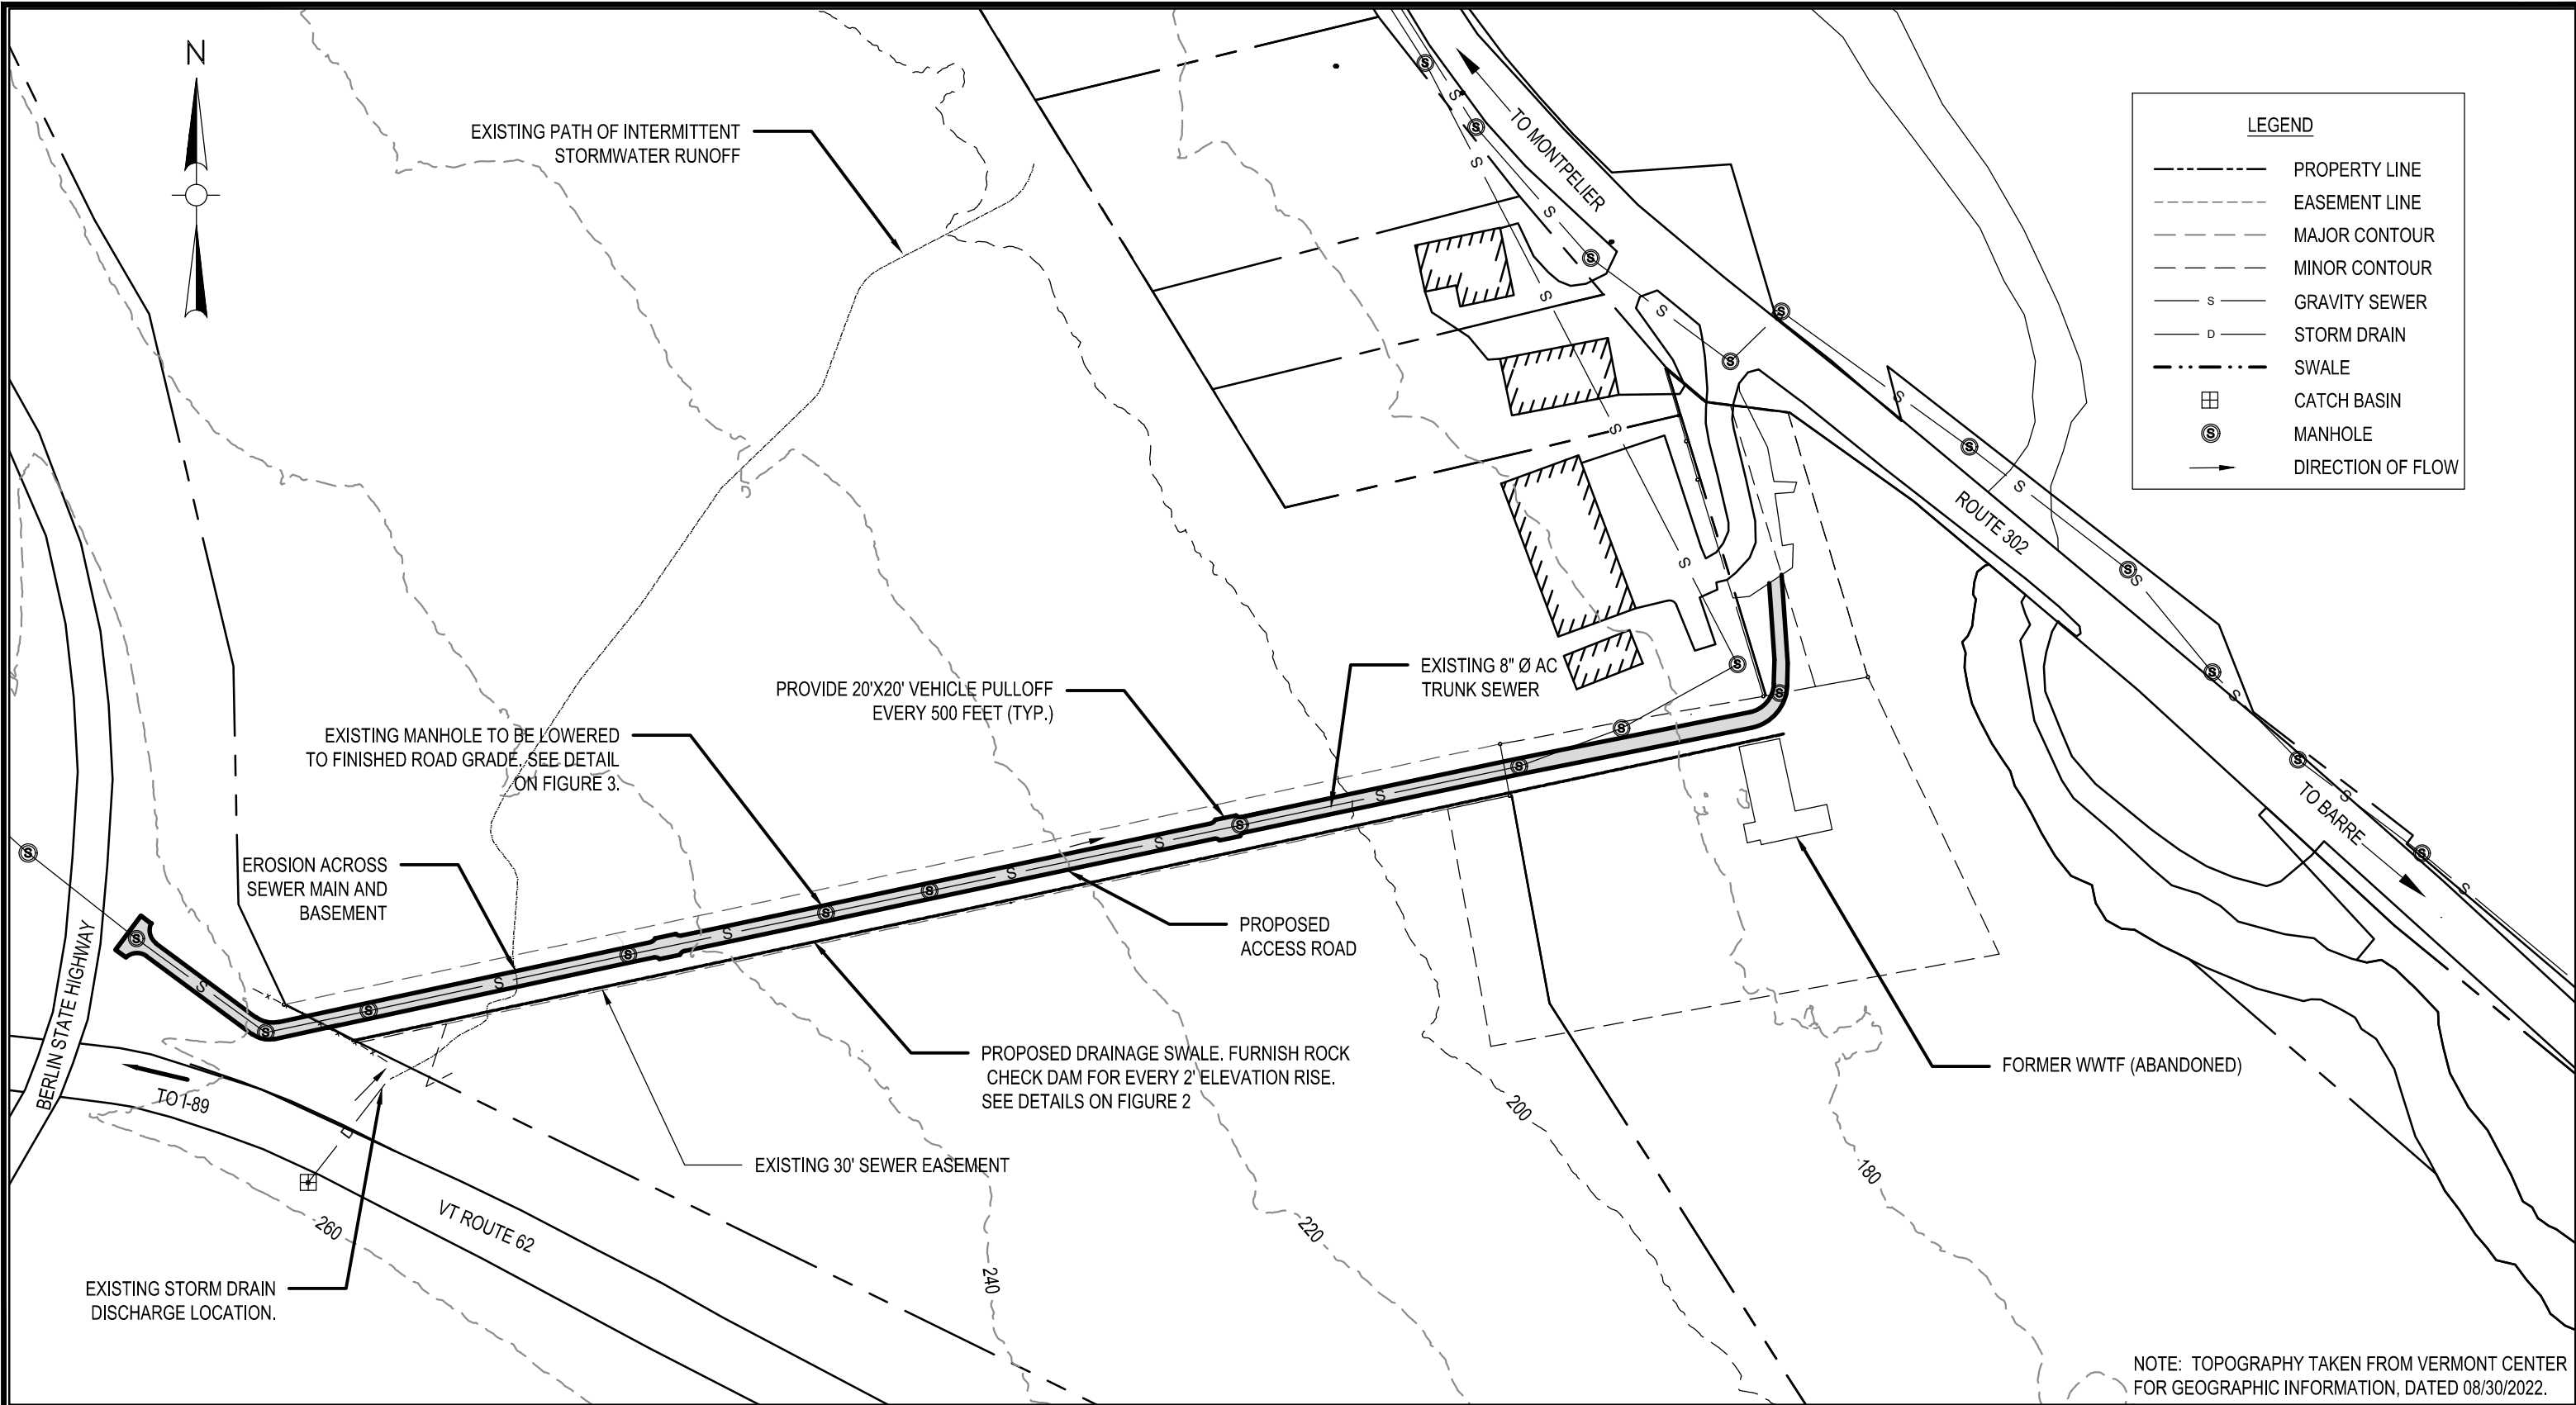 N
EXISTING PATH OF INTERMITTENT
STORMWATER RUNOFF
TO MONTPELIER
LEGEND
PROPERTY LINE
EASEMENT LINE
MAJOR CONTOUR
MINOR CONTOUR
S GRAVITY SEWER
D STORM DRAIN
SWALE
CATCH BASIN
S MANHOLE
DIRECTION OF FLOW
ROUTE 302
EXISTING 8" Ø AC
TRUNK SEWER
PROVIDE 20'X20' VEHICLE PULLOFF
EVERY 500 FEET (TYP.)
EXISTING MANHOLE TO BE LOWERED
TO FINISHED ROAD GRADE. SEE DETAIL
ON FIGURE 3.
TO BARRE
EROSION ACROSS
SEWER MAIN AND
BASEMENT
PROPOSED
ACCESS ROAD
BERLIN STATE HIGHWAY
TO I-89
PROPOSED DRAINAGE SWALE. FURNISH ROCK
CHECK DAM FOR EVERY 2' ELEVATION RISE.
SEE DETAILS ON FIGURE 2
FORMER WWTF (ABANDONED)
D
EXISTING 30' SEWER EASEMENT
VT ROUTE 62
260
240
220
200
180
EXISTING STORM DRAIN
DISCHARGE LOCATION.
NOTE: TOPOGRAPHY TAKEN FROM VERMONT CENTER
FOR GEOGRAPHIC INFORMATION, DATED 08/30/2022.